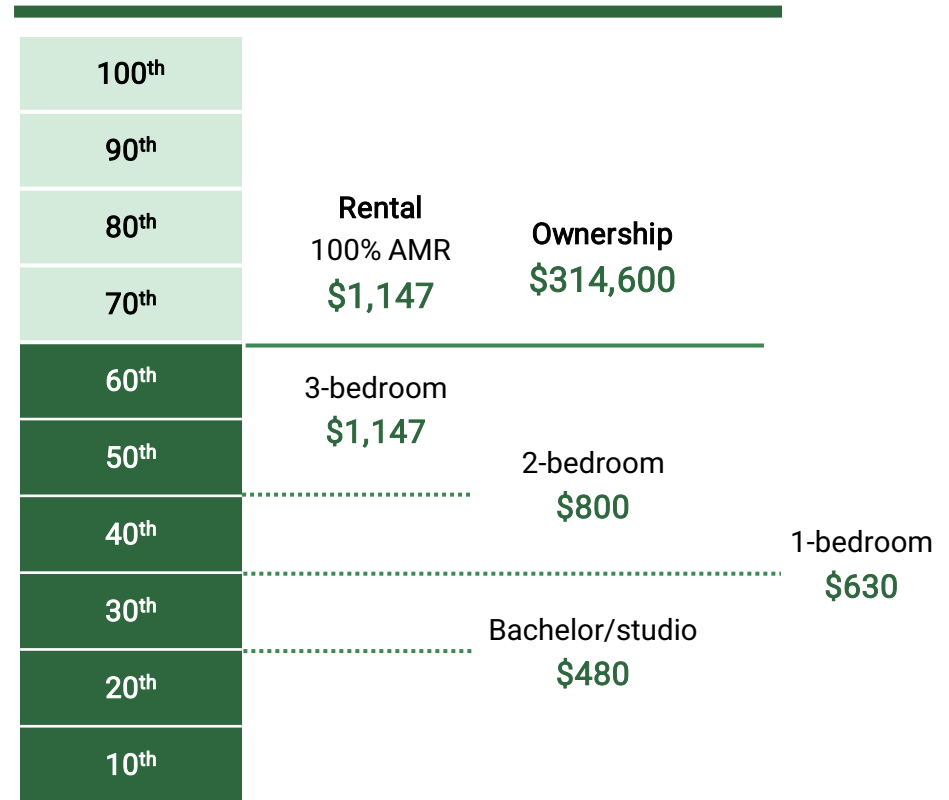 100th
90th
80th
70th
60th
50th
40th
30th
20th
10th
Rental
100% AMR
$1,147
Ownership
$314,600
3-bedroom
$1,147
2-bedroom
$800
1-bedroom
$630
Bachelor/studio
$480